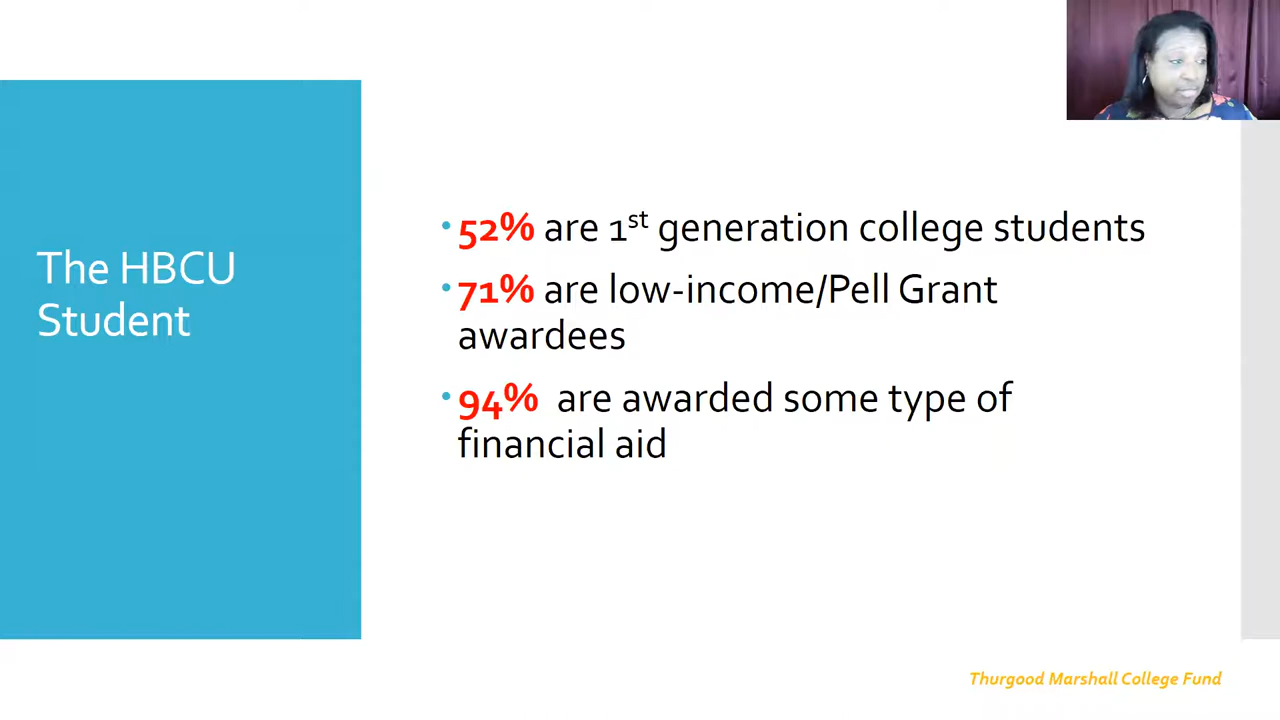 The HBCU
Student
• 52% are 1st generation college students
• 71% are low-income/Pell Grant
awardees
• 94% are awarded some type of
financial aid
Thurgood Marshall College Fund